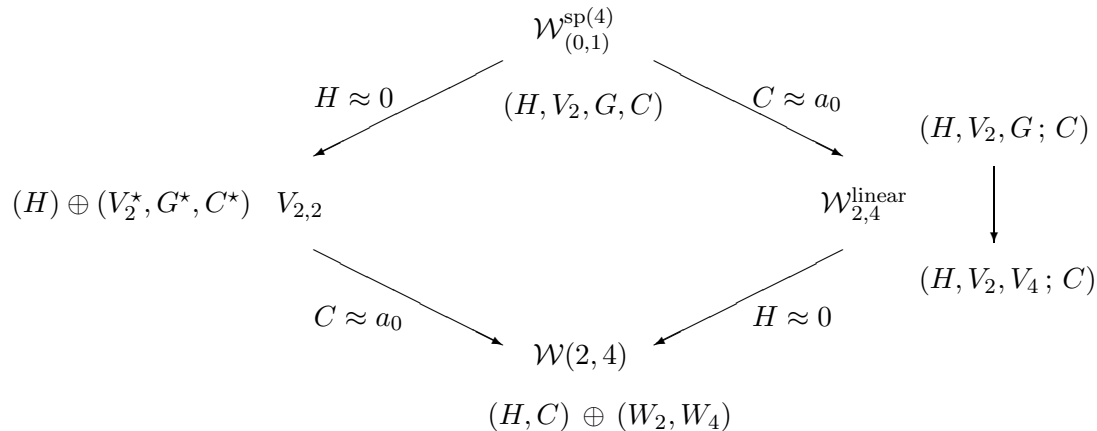 𝒲^{sp(4)}_{(0,1)}
H ≈ 0
(H, V_2, G, C)
C ≈ a_0
(H, V_2, G ; C)
(H) ⊕ (V_2^⋆, G^⋆, C^⋆) V_{2,2}
𝒲^{linear}_{2,4}
(H, V_2, V_4 ; C)
C ≈ a_0
H ≈ 0
𝒲(2, 4)
(H, C) ⊕ (W_2, W_4)